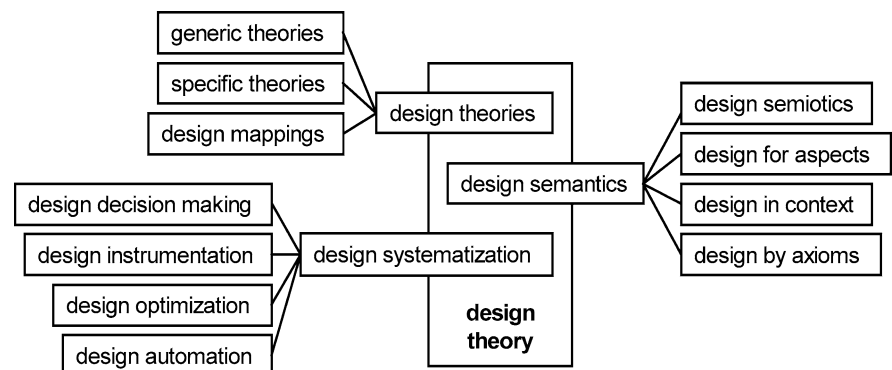 generic theories
specific theories
design mappings
design theories
design semiotics
design for aspects
design semantics
design in context
design by axioms
design decision making
design instrumentation
design systematization
design optimization
design automation
design
theory